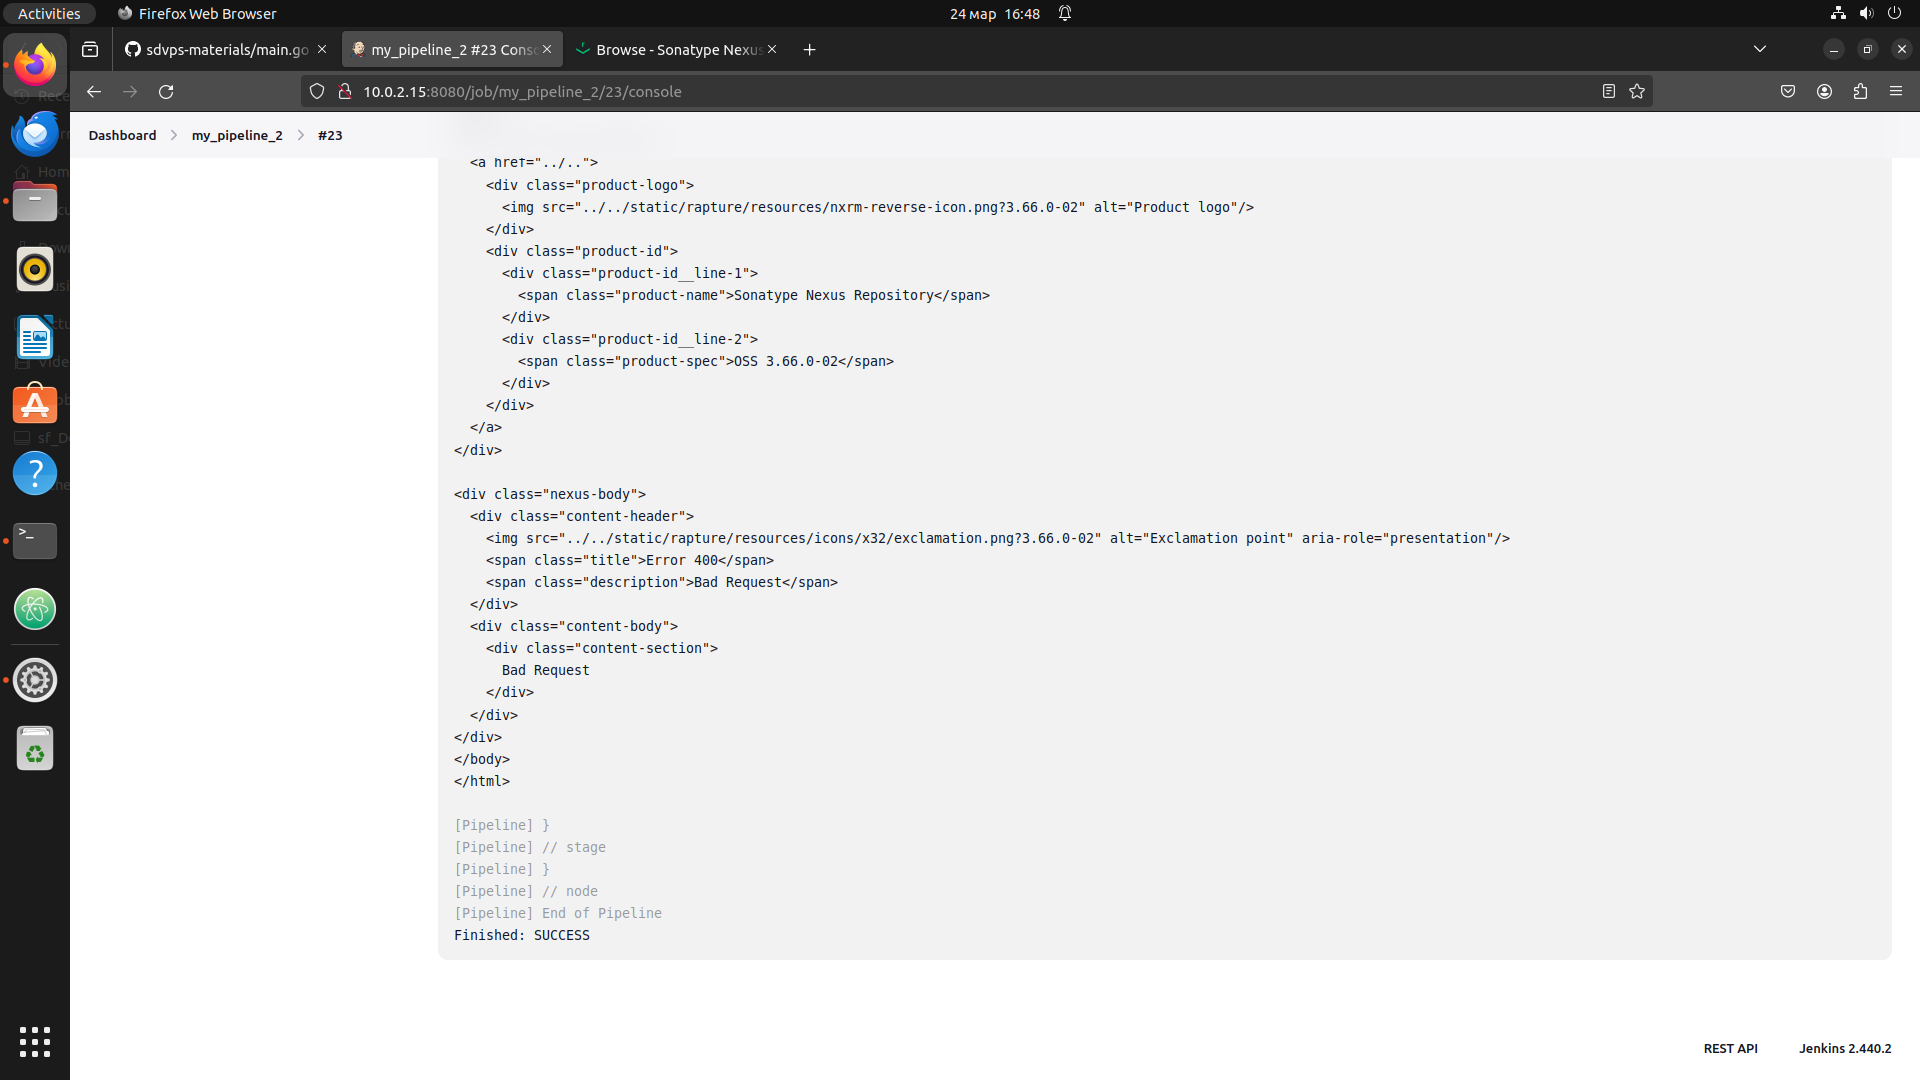 Activities
Firefox Web Browser
24 мар 16:48
sdvps-materials/main.go
my_pipeline_2 #23 Conso
Browse - Sonatype Nexus
10.0.2.15:8080/job/my_pipeline_2/23/console
Dashboard
my_pipeline_2
#23
<a href="../..">
<div class="product-logo">
<img src="../../static/rapture/resources/nxrm-reverse-icon.png?3.66.0-02" alt="Product logo"/>
</div>
<div class="product-id">
<div class="product-id__line-1">
<span class="product-name">Sonatype Nexus Repository</span>
</div>
<div class="product-id__line-2">
<span class="product-spec">OSS 3.66.0-02</span>
</div>
</div>
</a>
</div>
<div class="nexus-body">
<div class="content-header">
<img src="../../static/rapture/resources/icons/x32/exclamation.png?3.66.0-02" alt="Exclamation point" aria-role="presentation"/>
<span class="title">Error 400</span>
<span class="description">Bad Request</span>
</div>
<div class="content-body">
<div class="content-section">
Bad Request
</div>
</div>
</div>
</body>
</html>
[Pipeline] }
[Pipeline] // stage
[Pipeline] }
[Pipeline] // node
[Pipeline] End of Pipeline
Finished: SUCCESS
REST API
Jenkins 2.440.2